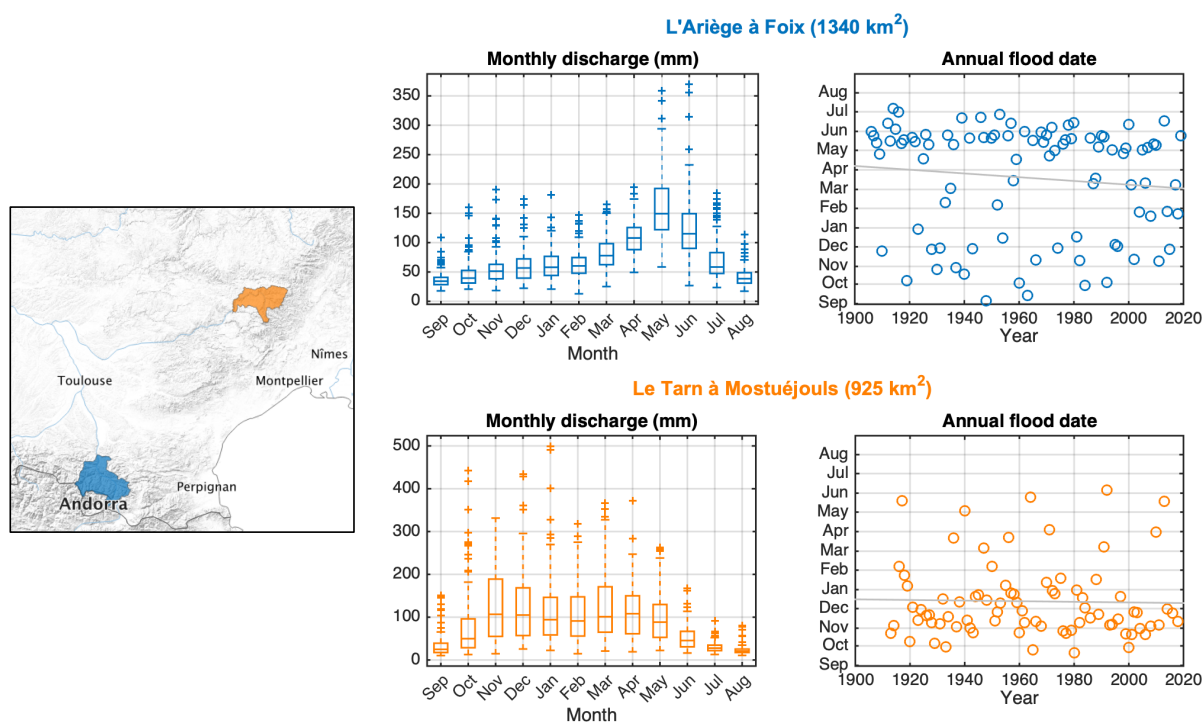 L'Ariège à Foix (1340 km2)
Monthly discharge (mm)
350
300
250
200
150
100
50
0
Sep Oct Nov Dec Jan Feb Mar Apr May Jun Jul Aug
Month
Annual flood date
Aug
Jul
Jun
May
Apr
Mar
Feb
Jan
Dec
Nov
Oct
Sep
1900 1920 1940 1960 1980 2000 2020
Year
Nîmes
Toulouse
Montpellier
Perpignan
Andorra
Le Tarn à Mostuéjouls (925 km2)
Monthly discharge (mm)
500
400
300
200
100
0
Sep Oct Nov Dec Jan Feb Mar Apr May Jun Jul Aug
Month
Annual flood date
Aug
Jul
Jun
May
Apr
Mar
Feb
Jan
Dec
Nov
Oct
Sep
1900 1920 1940 1960 1980 2000 2020
Year